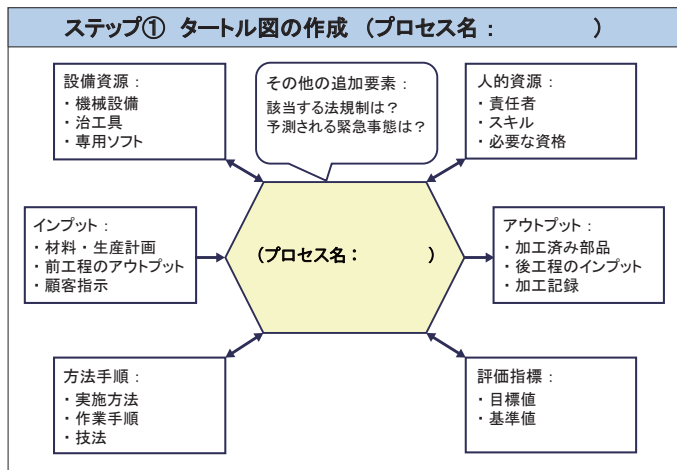 ステップ① タートル図の作成 （プロセス名：　　　　　）
設備資源：
・機械設備
・治工具
・専用ソフト
その他の追加要素：
該当する法規制は？
予測される緊急事態は？
人的資源：
・責任者
・スキル
・必要な資格
インプット：
・材料・生産計画
・前工程のアウトプット
・顧客指示
（プロセス名：　　　　）
アウトプット：
・加工済み部品
・後工程のインプット
・加工記録
方法手順：
・実施方法
・作業手順
・技法
評価指標：
・目標値
・基準値